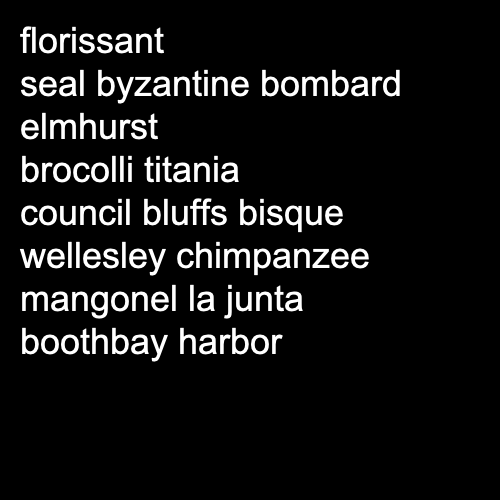 florissant
seal byzantine bombard
elmhurst
brocolli titania
council bluffs bisque
wellesley chimpanzee
mangonel la junta
boothbay harbor